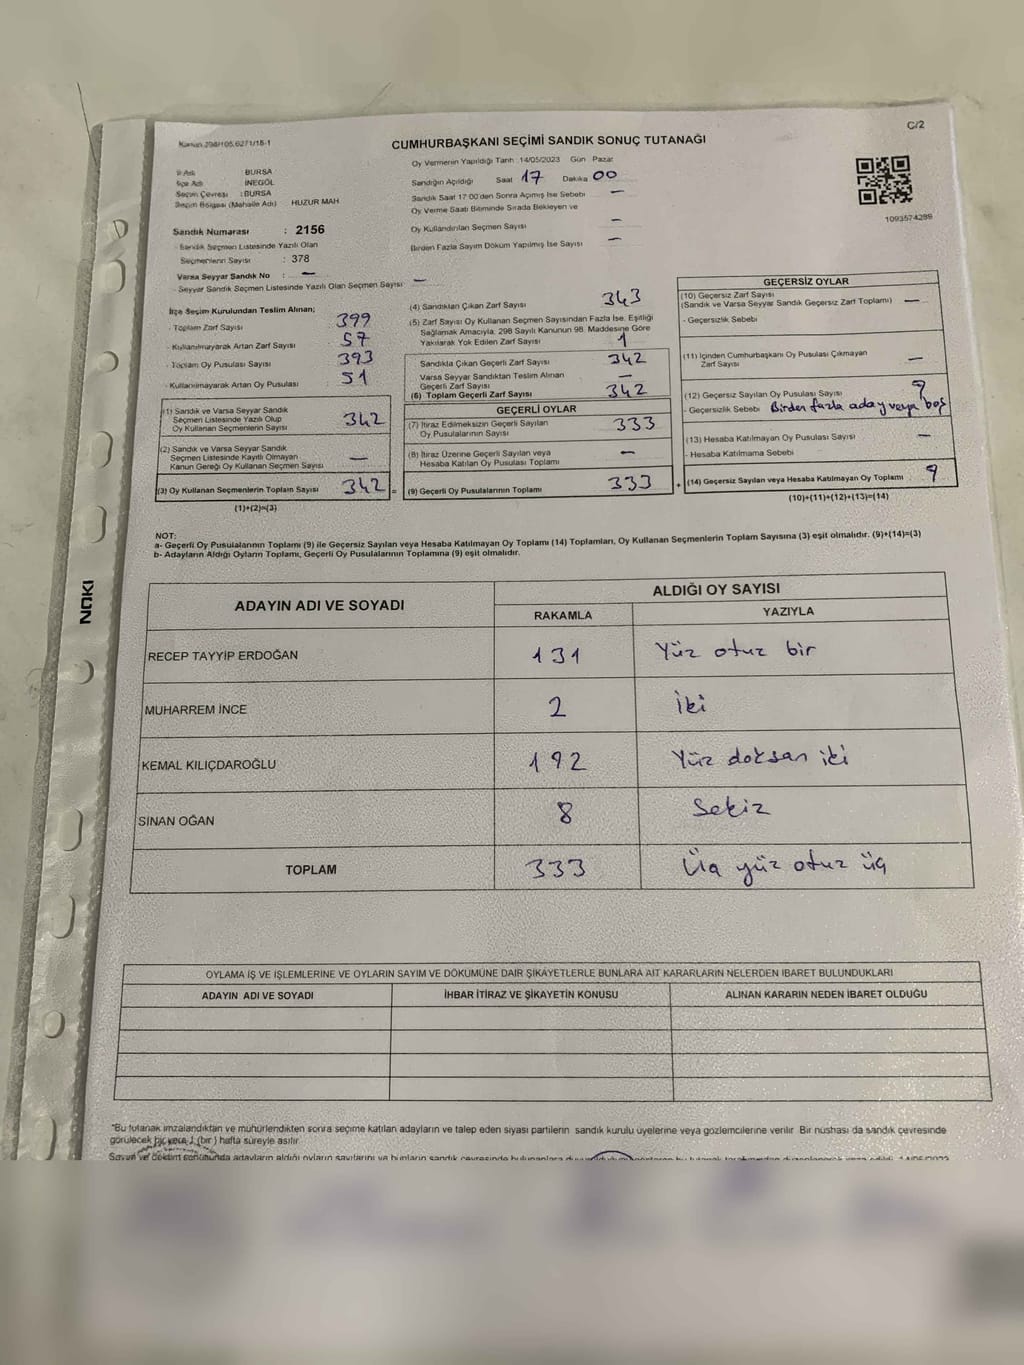 C/2
Kanun 298/105,6271/18-1
CUMHURBAŞKANI SEÇİMİ SANDIK SONUÇ TUTANAĞI
İl Adı BURSA
İlçe Adı İNEGÖL
Seçim Çevresi : BURSA
Seçim Bölgesi (Mahalle Adı) HUZUR MAH
Sandık Numarası : 2156
Sandık Seçmen Listesinde Yazılı Olan
Seçmenlerin Sayısı : 378
Varsa Seyyar Sandık No : —
- Seyyar Sandık Seçmen Listesinde Yazılı Olan Seçmen Sayısı —
Oy Vermenin Yapıldığı Tarih : 14/05/2023 Gün Pazar
Sandığın Açıldığı Saat 17 Dakika 00
Sandık Saat 17 00'den Sonra Açımış İse Sebebi —
Oy Verme Saati Bitiminde Sırada Bekleyen ve
Oy Kullandırılan Seçmen Sayısı —
Birden Fazla Sayım Döküm Yapılmış İse Sayısı —
1093574289
İlçe Seçim Kurulundan Teslim Alınan;
- Toplam Zarf Sayısı 399
- Kullanılmayarak Artan Zarf Sayısı 57
- Toplam Oy Pusulası Sayısı 393
- Kullanılmayarak Artan Oy Pusulası 51
(1) Sandık ve Varsa Seyyar Sandık
Seçmen Listesinde Yazılı Olup
Oy Kullanan Seçmenlerin Sayısı 342
(2) Sandık ve Varsa Seyyar Sandık
Seçmen Listesinde Kayıtlı Olmayan
Kanun Gereği Oy Kullanan Seçmen Sayısı —
(3) Oy Kullanan Seçmenlerin Toplam Sayısı 342 =
(1)+(2)=(3)
(4) Sandıktan Çıkan Zarf Sayısı 343
(5) Zarf Sayısı Oy Kullanan Seçmen Sayısından Fazla İse, Eşitliği
Sağlamak Amacıyla, 298 Sayılı Kanunun 98. Maddesine Göre
Yakılarak Yok Edilen Zarf Sayısı 1
Sandıkla Çıkan Geçerli Zarf Sayısı 342
Varsa Seyyar Sandıktan Teslim Alınan
Geçerli Zarf Sayısı —
(6) Toplam Geçerli Zarf Sayısı 342
GEÇERLİ OYLAR
(7) İtiraz Edilmeksizin Geçerli Sayılan
Oy Pusulalarının Sayısı 333
(8) İtiraz Üzerine Geçerli Sayılan veya
Hesaba Katılan Oy Pusulası Toplamı —
(9) Geçerli Oy Pusulalarının Toplamı 333 +
GEÇERSİZ OYLAR
(10) Geçersiz Zarf Sayısı
(Sandık ve Varsa Seyyar Sandık Geçersiz Zarf Toplamı) —
- Geçersizlik Sebebi
(11) İçinden Cumhurbaşkanı Oy Pusulası Çıkmayan
Zarf Sayısı —
(12) Geçersiz Sayılan Oy Pusulası Sayısı 9
- Geçersizlik Sebebi Birden fazla aday veya boş
(13) Hesaba Katılmayan Oy Pusulası Sayısı —
- Hesaba Katılmama Sebebi
(14) Geçersiz Sayılan veya Hesaba Katılmayan Oy Toplamı 9
(10)+(11)+(12)+(13)=(14)
NOT:
a- Geçerli Oy Pusulalarının Toplamı (9) ile Geçersiz Sayılan veya Hesaba Katılmayan Oy Toplamı (14) Toplamları, Oy Kullanan Seçmenlerin Toplam Sayısına (3) eşit olmalıdır. (9)+(14)=(3)
b- Adayların Aldığı Oyların Toplamı, Geçerli Oy Pusulalarının Toplamına (9) eşit olmalıdır.
NOKI
ADAYIN ADI VE SOYADI ALDIĞI OY SAYISI
RAKAMLA YAZIYLA
RECEP TAYYİP ERDOĞAN 131 Yüz otuz bir
MUHARREM İNCE 2 İki
KEMAL KILIÇDAROĞLU 192 Yüz doksan iki
SİNAN OĞAN 8 Sekiz
TOPLAM 333 Üç yüz otuz üç
OYLAMA İŞ VE İŞLEMLERİNE VE OYLARIN SAYIM VE DÖKÜMÜNE DAİR ŞİKAYETLERLE BUNLARA AİT KARARLARIN NELERDEN İBARET BULUNDUKLARI
ADAYIN ADI VE SOYADI İHBAR İTİRAZ VE ŞİKAYETİN KONUSU ALINAN KARARIN NEDEN İBARET OLDUĞU
*Bu tutanak imzalandıktan ve mühürlendikten sonra seçime katılan adayların ve talep eden siyasi partilerin sandık kurulu üyelerine veya gözlemcilerine verilir Bir nüshası da sandık çevresinde
görülecek bir yere 1 (bir) hafta süreyle asılır
Sayım ve döküm sonucunda adayların aldığı oyların sayılarını ve bunların sandık çevresinde